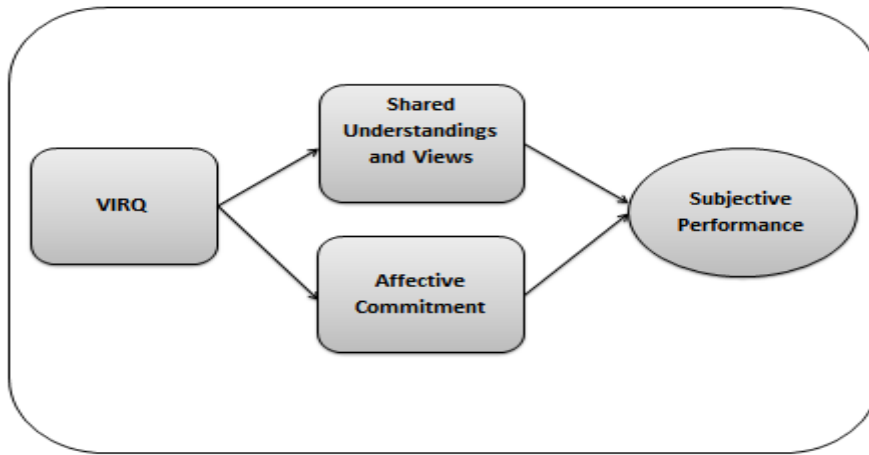 VIRQ
Shared
Understandings
and Views
Affective
Commitment
Subjective
Performance